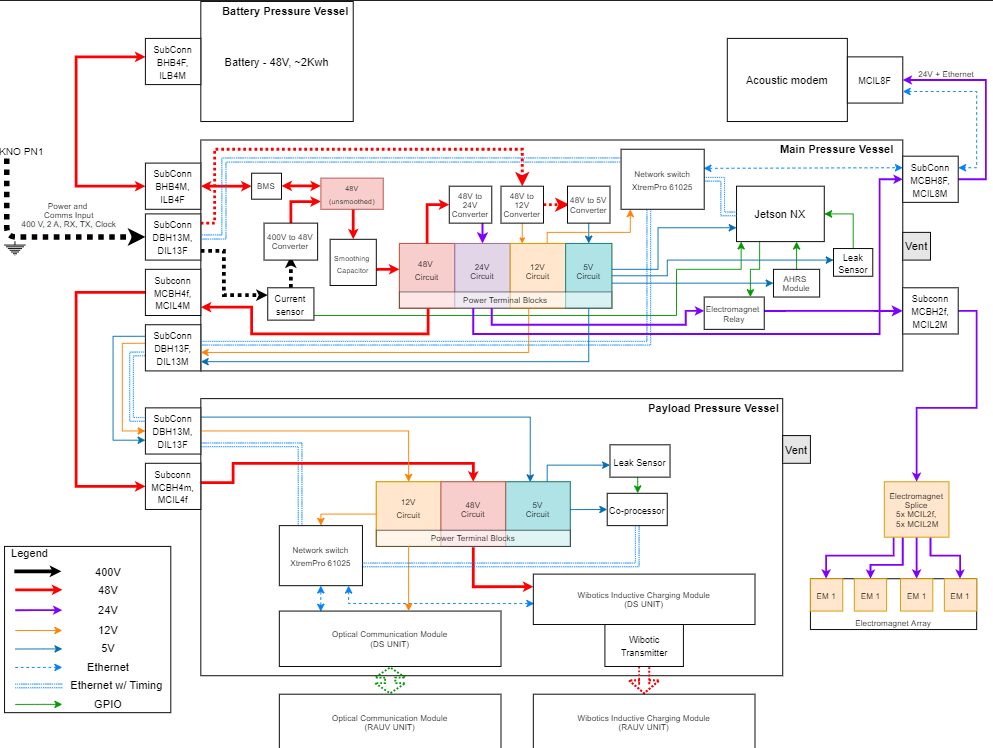 Battery Pressure Vessel
SubConn
BHB4F,
ILB4M
Battery - 48V, ~2Kwh
Acoustic modem
MCIL8F
24V + Ethernet
KNO PN1
Power and
Comms Input
400 V, 2 A, RX, TX, Clock
Main Pressure Vessel
SubConn
BHB4M,
ILB4F
SubConn
DBH13M,
DIL13F
Subconn
MCBH4f,
MCIL4M
SubConn
DBH13F,
DIL13M
BMS
48V
(unsmoothed)
400V to 48V
Converter
Smoothing
Capacitor
Current
sensor
48V to
24V
Converter
48V to
12V
Converter
48V to 5V
Converter
48V
Circuit
24V
Circuit
12V
Circuit
5V
Circuit
Power Terminal Blocks
Network switch
XtremPro 61025
Jetson NX
Leak
Sensor
AHRS
Module
Electromagnet
Relay
SubConn
MCBH8F,
MCIL8M
Vent
Subconn
MCBH2f,
MCIL2M
Payload Pressure Vessel
SubConn
DBH13M,
DIL13F
Subconn
MCBH4m,
MCIL4f
Vent
Leak Sensor
Co-processor
12V
Circuit
48V
Circuit
5V
Circuit
Power Terminal Blocks
Network switch
XtremPro 61025
Wibotics Inductive Charging Module
(DS UNIT)
Optical Communication Module
(DS UNIT)
Wibotic
Transmitter
Optical Communication Module
(RAUV UNIT)
Wibotics Inductive Charging Module
(RAUV UNIT)
Electromagnet
Splice
5x MCIL2f,
5x MCIL2M
EM 1
EM 1
EM 1
EM 1
Electromagnet Array
Legend
400V
48V
24V
12V
5V
Ethernet
Ethernet w/ Timing
GPIO